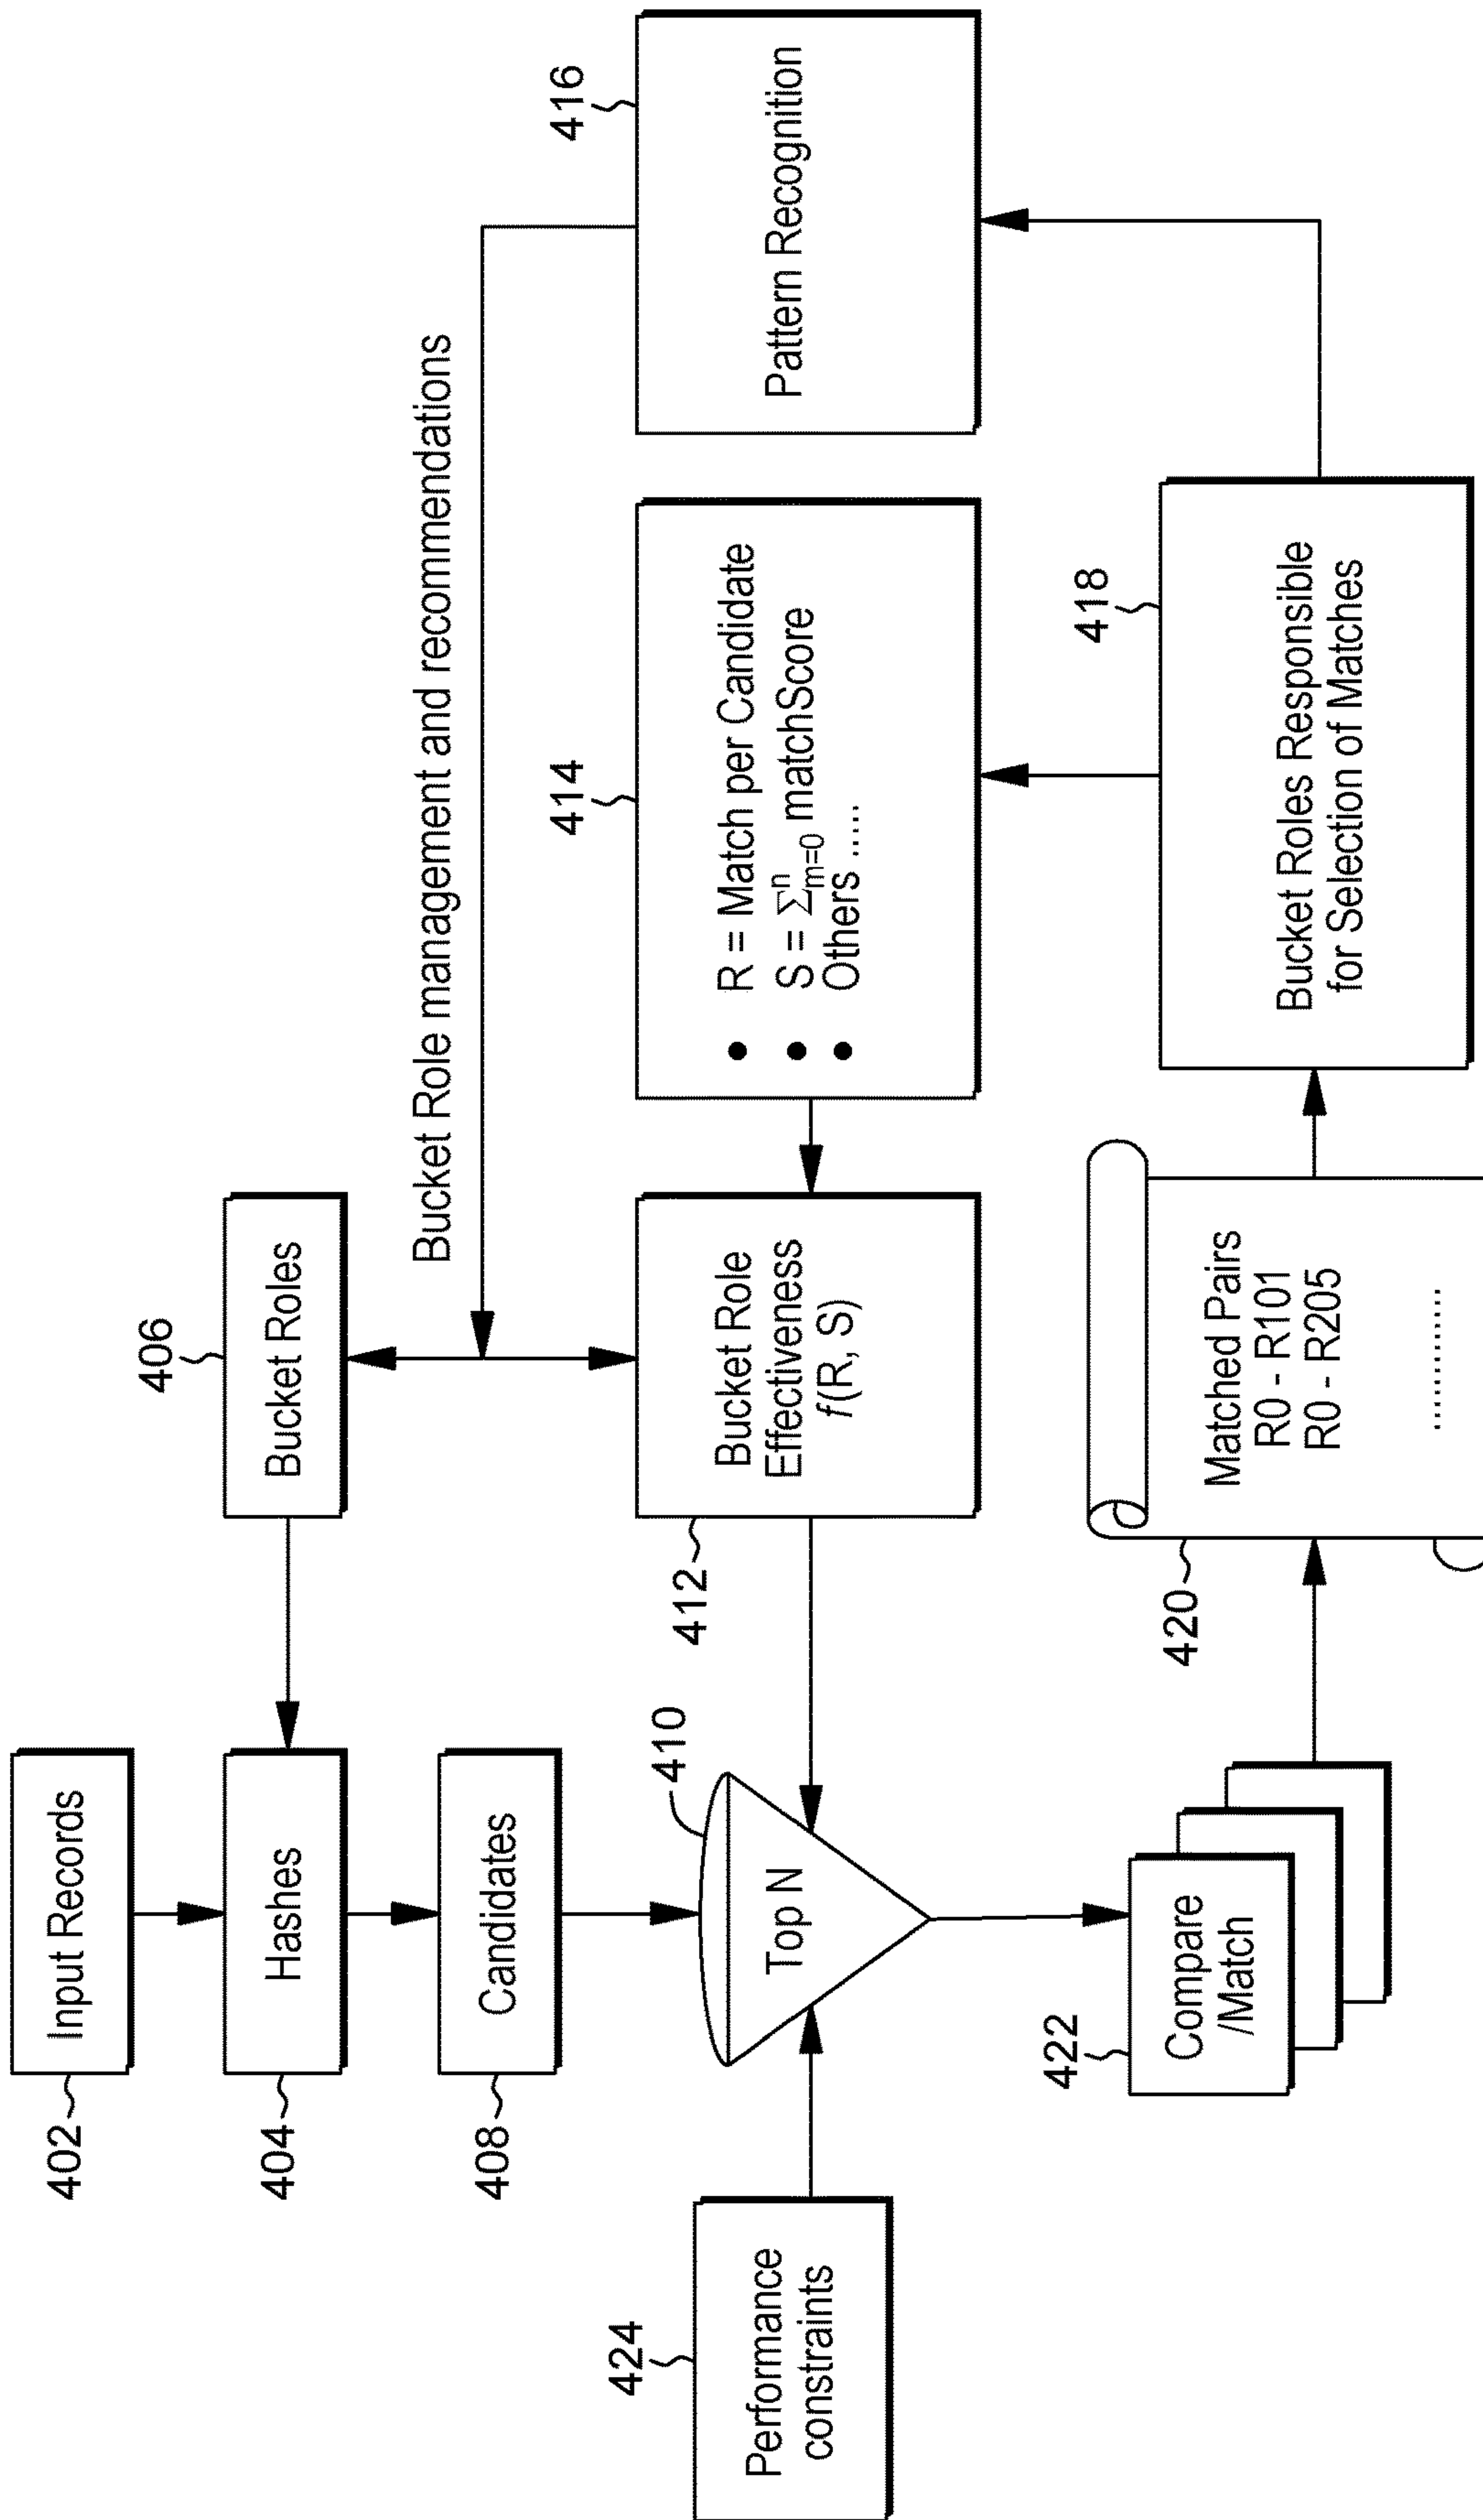 402
Input Records
406
Bucket Roles
404
Hashes
Bucket Role management and recommendations
408
Candidates
410
Top N
412
Bucket Role
Effectiveness
f(R, S)
414
• R = Match per Candidate
• S = Σⁿₘ₌₀ matchScore
• Others .....
416
Pattern Recognition
424
Performance
constraints
422
Compare
/Match
420
Matched Pairs
R0 - R101
R0 - R205
............
418
Bucket Roles Responsible
for Selection of Matches